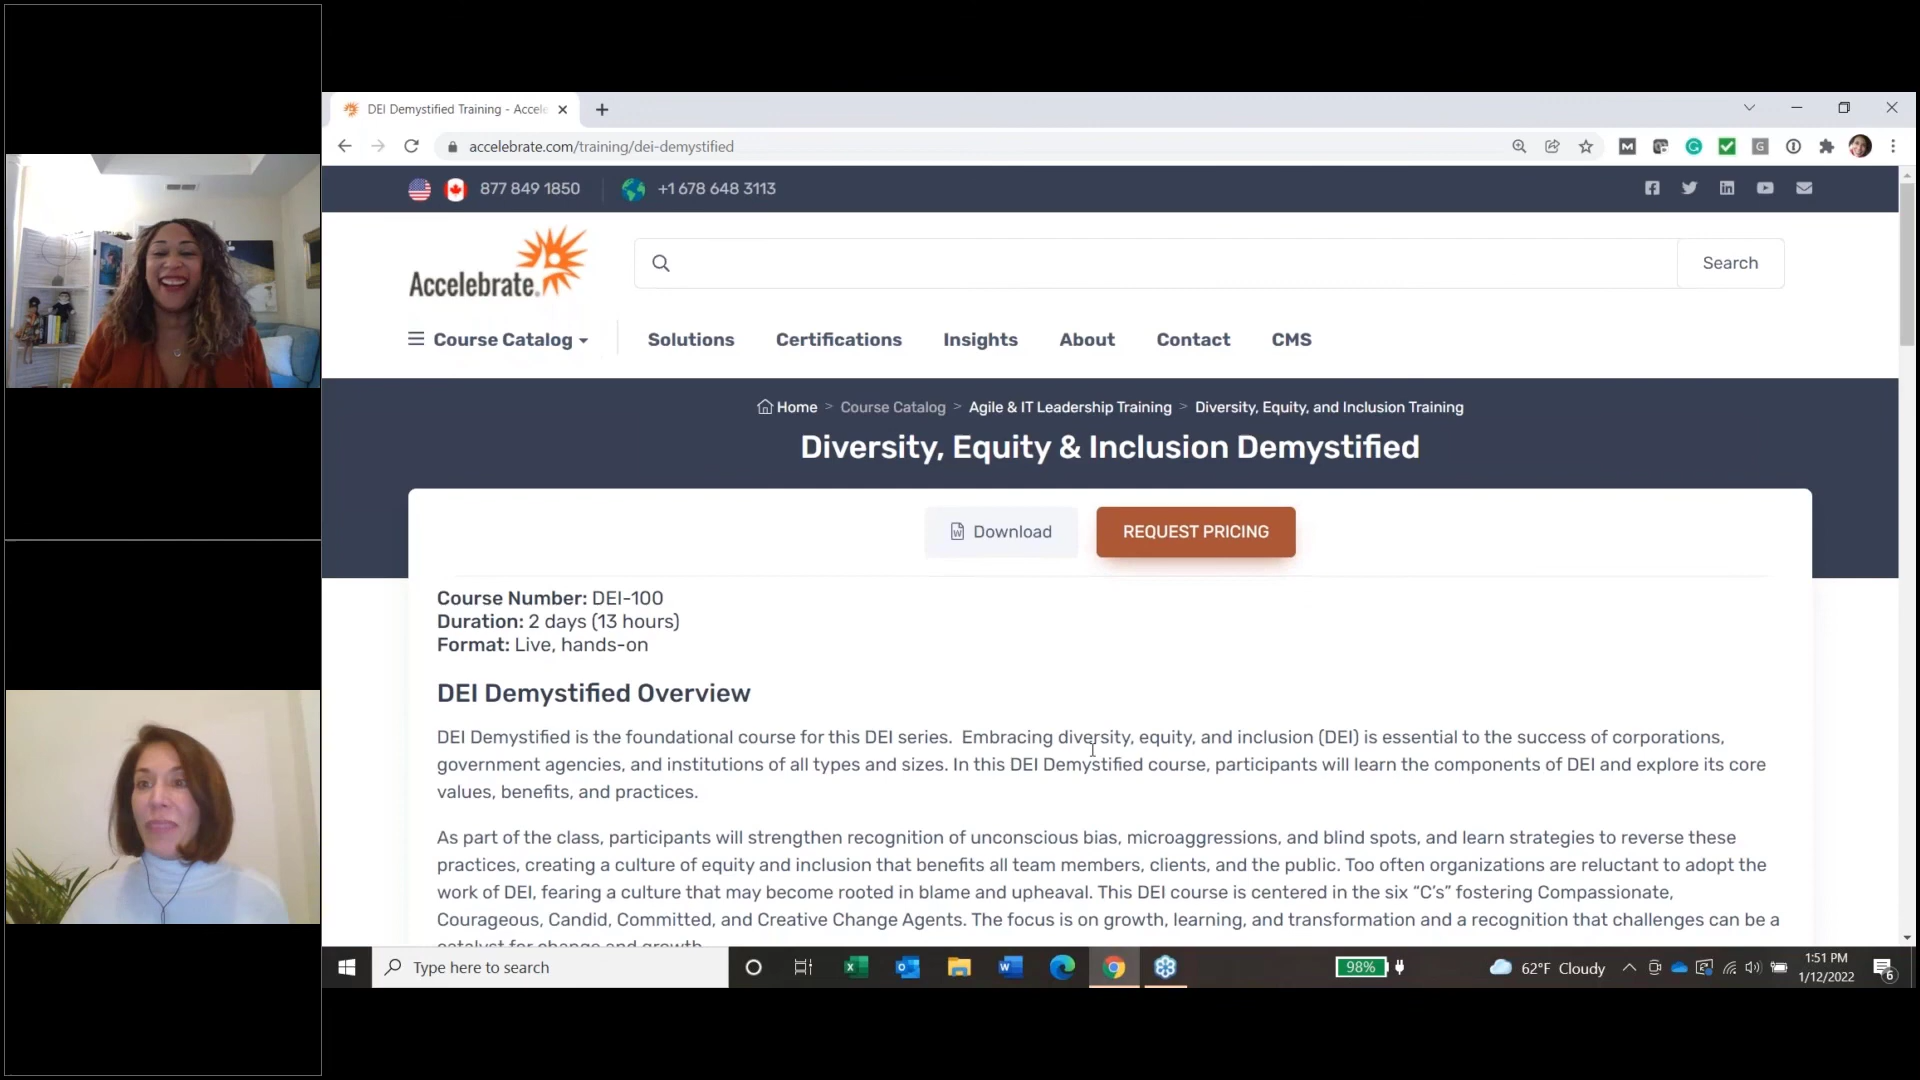 DEI Demystified Training - Accele
accelebrate.com/training/dei-demystified
877 849 1850
+1 678 648 3113
Accelebrate.
Search
Course Catalog
Solutions
Certifications
Insights
About
Contact
CMS
Home > Course Catalog > Agile & IT Leadership Training > Diversity, Equity, and Inclusion Training
Diversity, Equity & Inclusion Demystified
Download
REQUEST PRICING
Course Number: DEI-100
Duration: 2 days (13 hours)
Format: Live, hands-on
DEI Demystified Overview
DEI Demystified is the foundational course for this DEI series. Embracing diversity, equity, and inclusion (DEI) is essential to the success of corporations,
government agencies, and institutions of all types and sizes. In this DEI Demystified course, participants will learn the components of DEI and explore its core
values, benefits, and practices.
As part of the class, participants will strengthen recognition of unconscious bias, microaggressions, and blind spots, and learn strategies to reverse these
practices, creating a culture of equity and inclusion that benefits all team members, clients, and the public. Too often organizations are reluctant to adopt the
work of DEI, fearing a culture that may become rooted in blame and upheaval. This DEI course is centered in the six “C’s” fostering Compassionate,
Courageous, Candid, Committed, and Creative Change Agents. The focus is on growth, learning, and transformation and a recognition that challenges can be a
catalyst for change and growth.
Type here to search
98%
62°F Cloudy
1:51 PM
1/12/2022
6